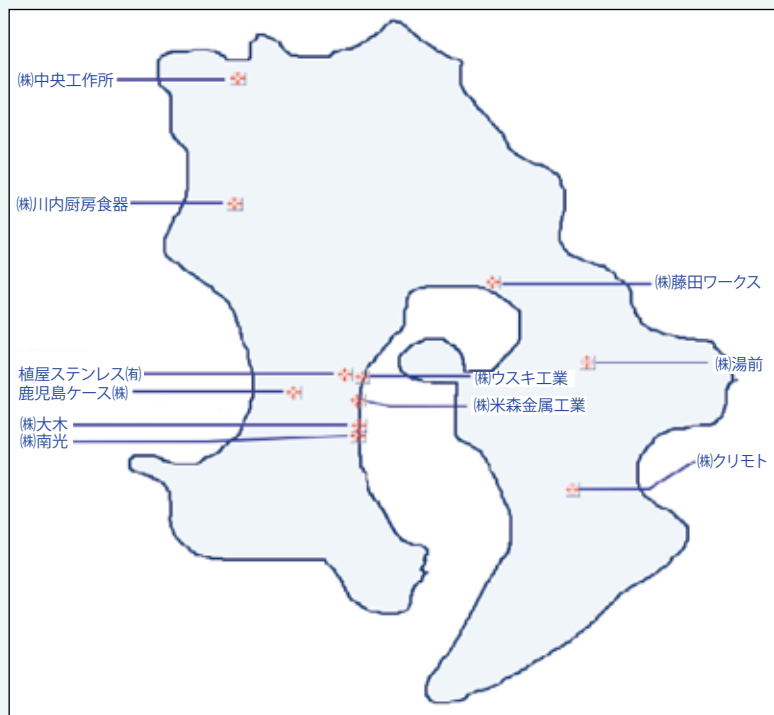 ㈱中央工作所
㈱川内厨房食器
㈱藤田ワークス
㈱湯前
植屋ステンレス㈲
㈱ウスキ工業
鹿児島ケース㈱
㈱米森金属工業
㈱大木
㈱南光
㈱クリモト